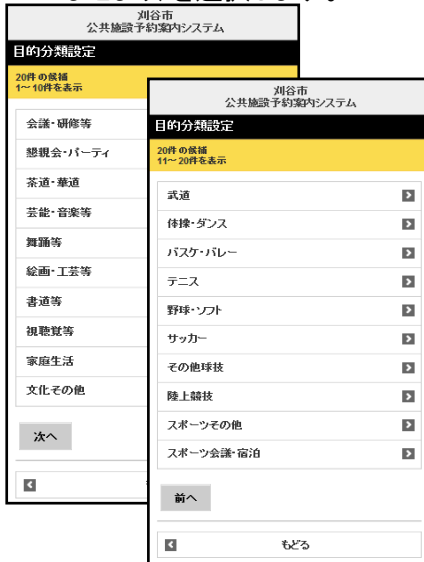 刈谷市
公共施設予約案内システム
目的分類設定
20件の候補
1~10件を表示
会議・研修等
懇親会・パーティ
茶道・華道
芸能・音楽等
舞踊等
絵画・工芸等
書道等
視聴覚等
家庭生活
文化その他
次へ
刈谷市
公共施設予約案内システム
目的分類設定
20件の候補
11~20件を表示
武道
体操・ダンス
バスケ・バレー
テニス
野球・ソフト
サッカー
その他球技
陸上競技
スポーツその他
スポーツ会議・宿泊
前へ
もどる